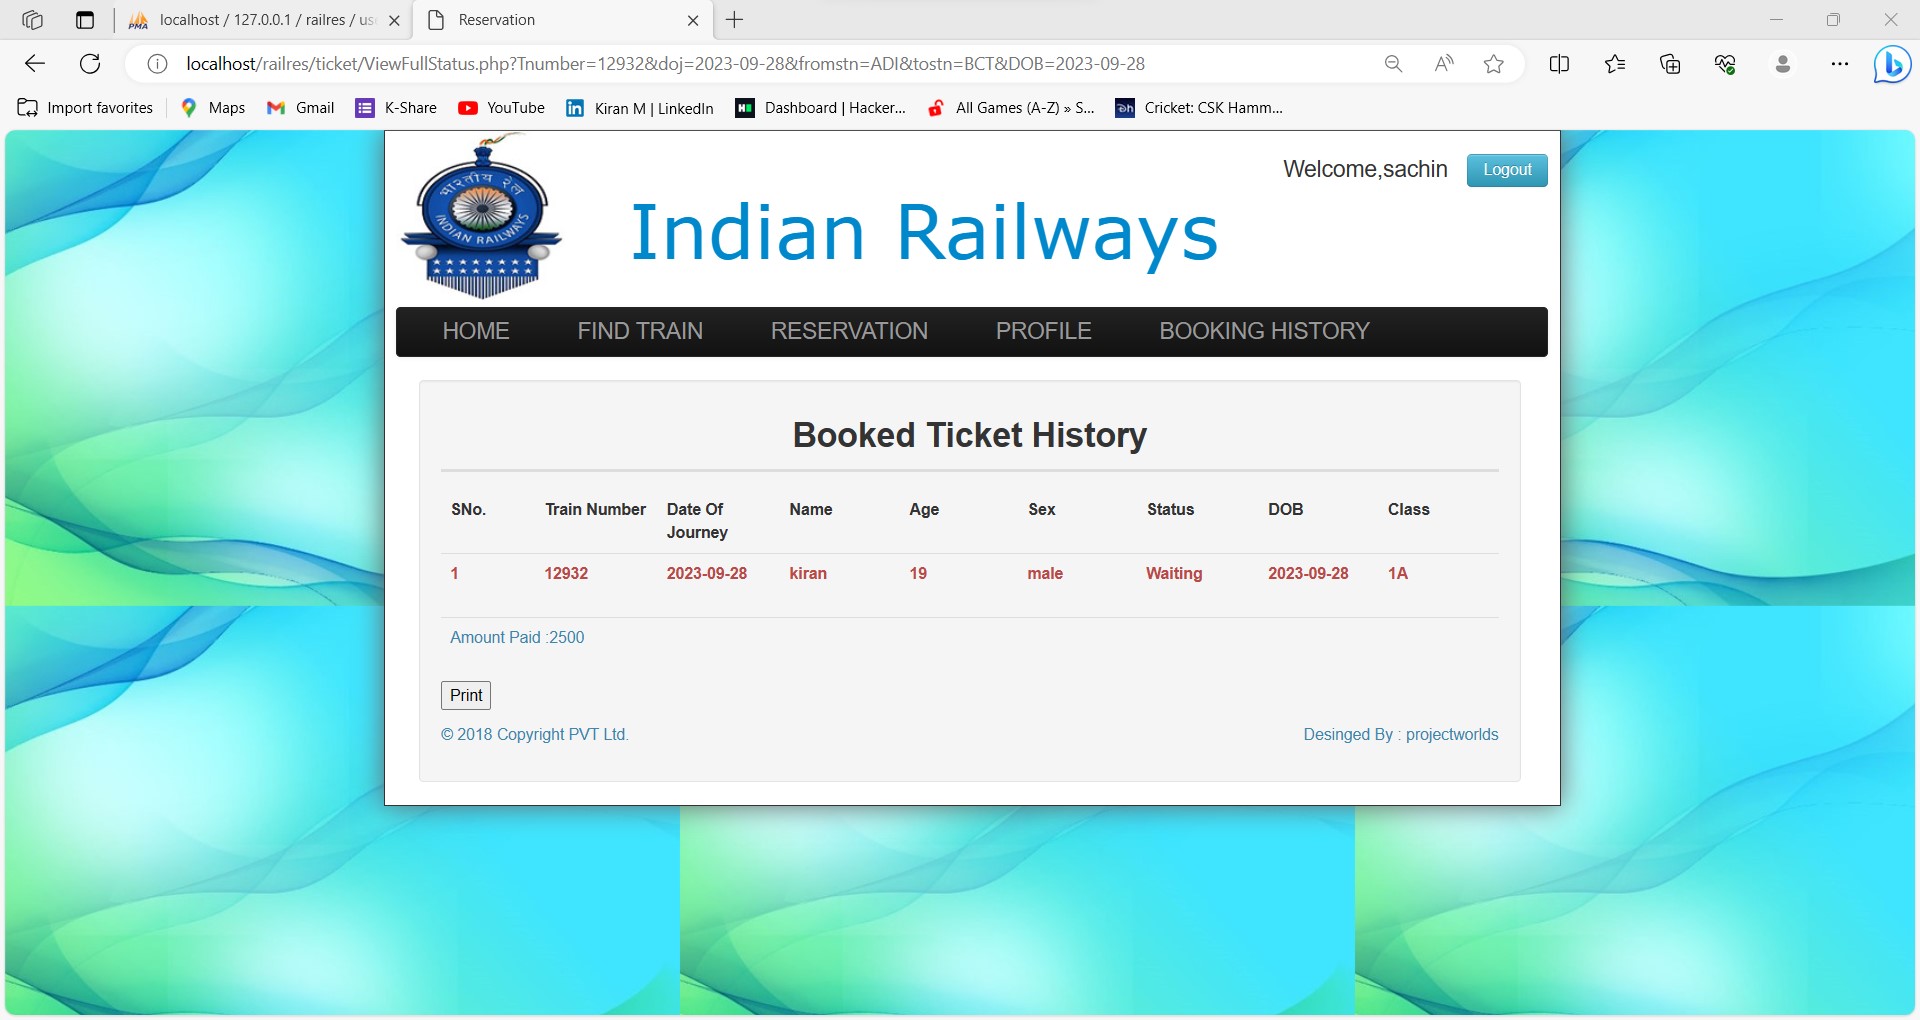 localhost / 127.0.0.1 / railres / us
Reservation
localhost/railres/ticket/ViewFullStatus.php?Tnumber=12932&doj=2023-09-28&fromstn=ADI&tostn=BCT&DOB=2023-09-28
Import favorites Maps Gmail K-Share YouTube Kiran M | LinkedIn Dashboard | Hacker... All Games (A-Z) » S... Cricket: CSK Hamm...
भारतीय रेल
INDIAN RAILWAYS
Welcome,sachin Logout
Indian Railways
HOME FIND TRAIN RESERVATION PROFILE BOOKING HISTORY
Booked Ticket History
SNo. Train Number Date Of Journey Name Age Sex Status DOB Class
1 12932 2023-09-28 kiran 19 male Waiting 2023-09-28 1A
Amount Paid :2500
Print
© 2018 Copyright PVT Ltd. Desinged By : projectworlds